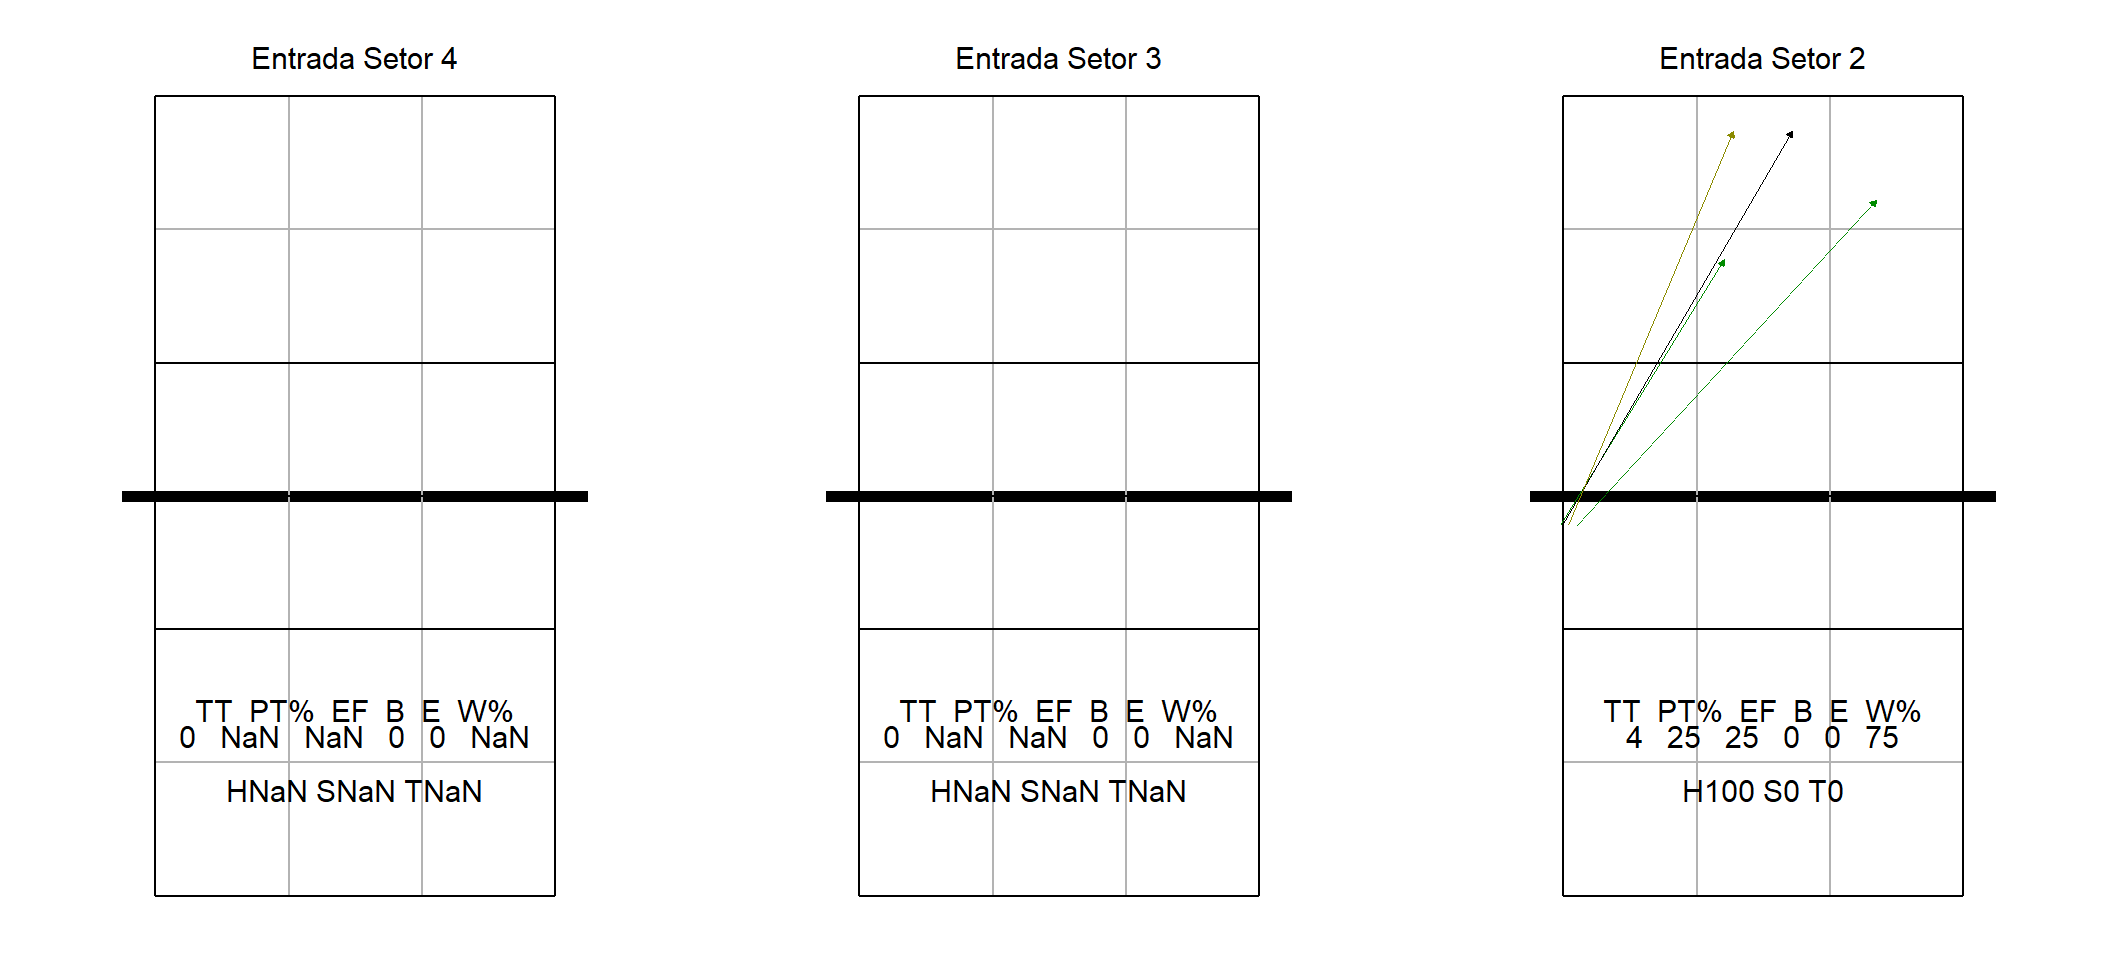 Entrada Setor 4
TT PT% EF B E W%
0 NaN NaN 0 0 NaN
HNaN SNaN TNaN
Entrada Setor 3
TT PT% EF B E W%
0 NaN NaN 0 0 NaN
HNaN SNaN TNaN
Entrada Setor 2
TT PT% EF B E W%
4 25 25 0 0 75
H100 S0 T0